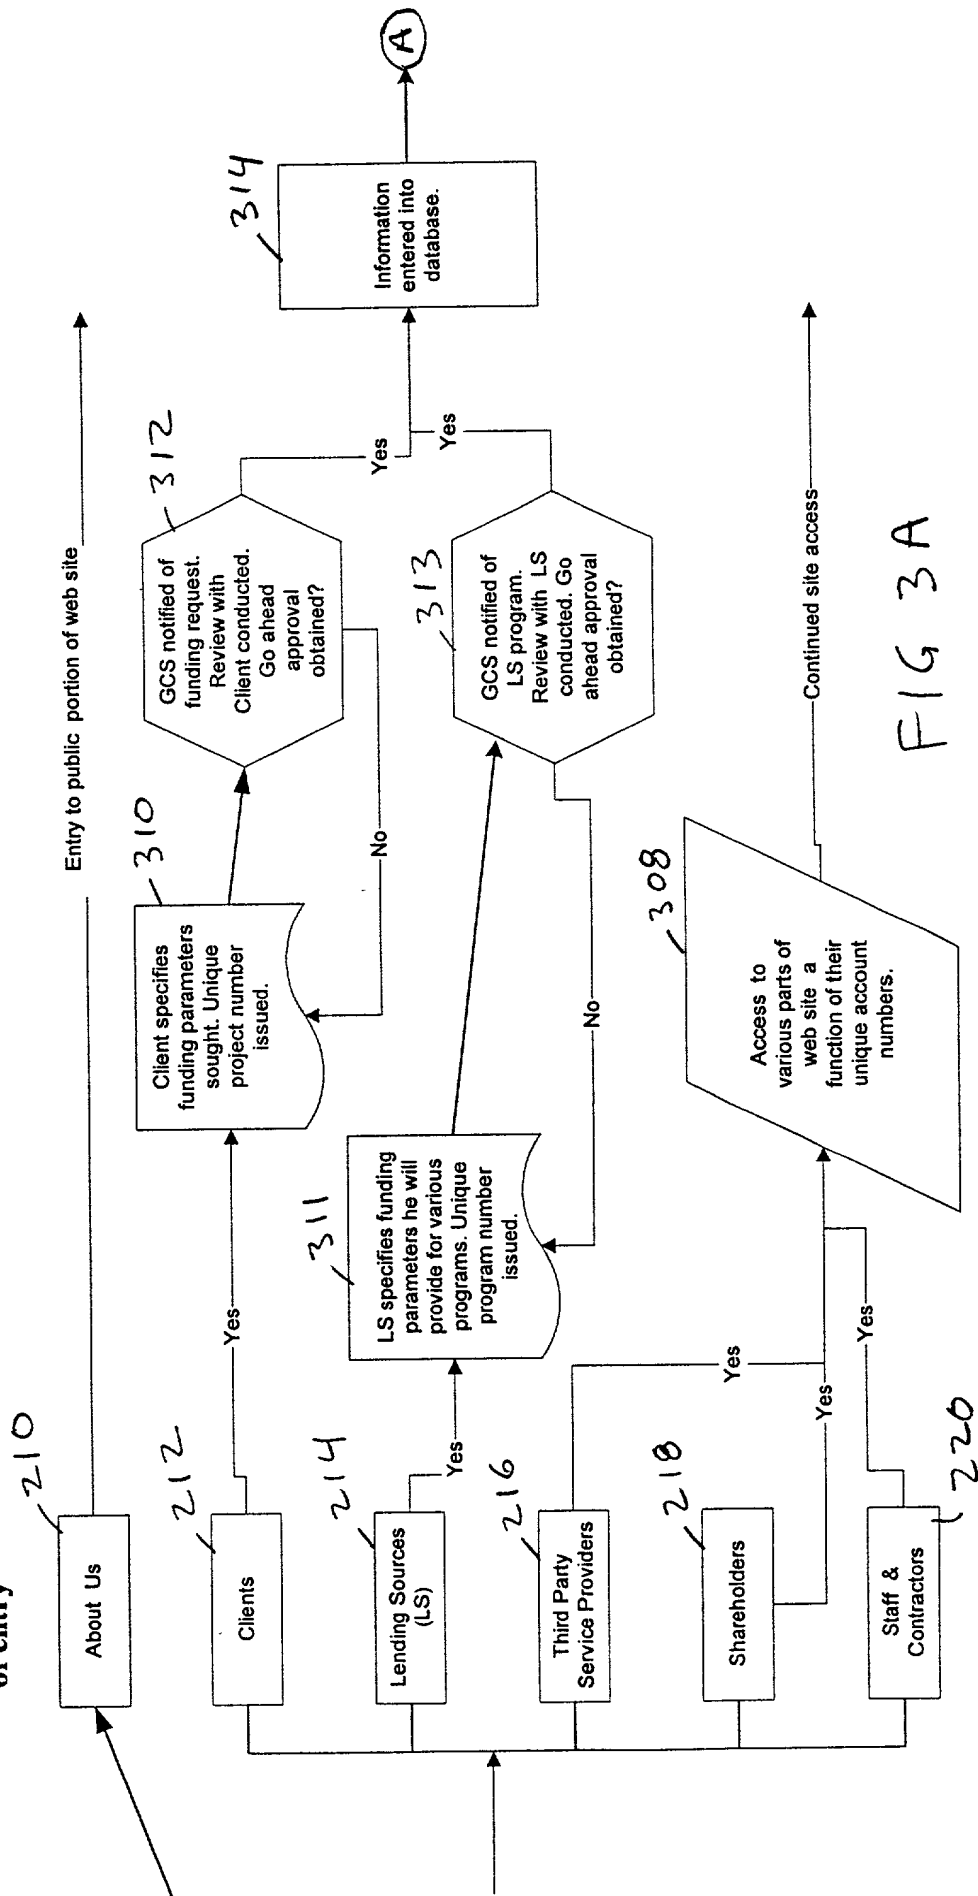 of entry
210
About Us
Entry to public portion of web site
212
Clients
Yes
310
Client specifies
funding parameters
sought. Unique
project number
issued.
312
GCS notified of
funding request.
Review with
Client conducted.
Go ahead
approval
obtained?
No
Yes
314
Information
entered into
database.
A
214
Lending Sources
(LS)
Yes
311
LS specifies funding
parameters he will
provide for various
programs. Unique
program number
issued.
313
GCS notified of
LS program.
Review with LS
conducted. Go
ahead approval
obtained?
No
Yes
216
Third Party
Service Providers
Yes
218
Shareholders
Yes
220
Staff &
Contractors
Yes
308
Access to
various parts of
web site a
function of their
unique account
numbers.
Continued site access
FIG 3A